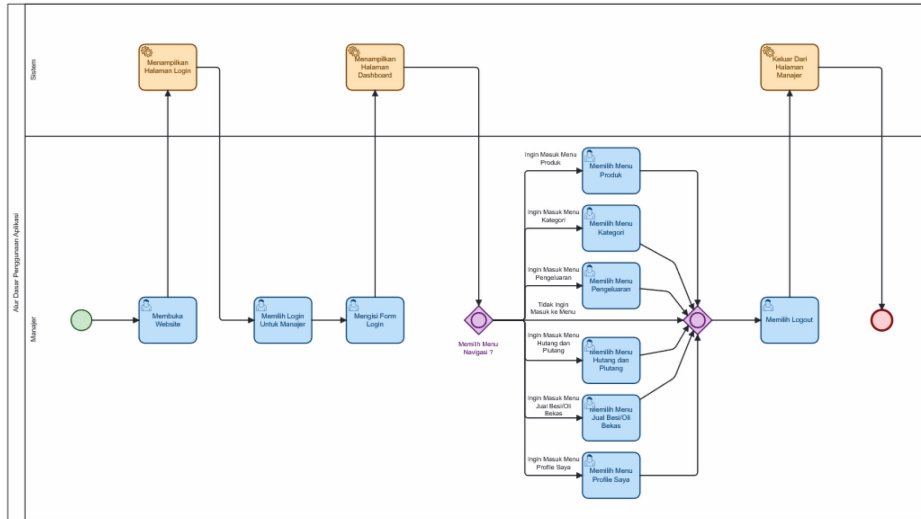 Alur Dasar Penggunaan Aplikasi
Sistem
Menampilkan
Halaman Login
Menampilkan
Halaman
Dashboard
Keluar Dari
Halaman
Manajer
Manajer
Membuka
Website
Memilih Login
Untuk Manajer
Mengisi Form
Login
Memilih Menu
Navigasi ?
Ingin Masuk Menu
Produk
Memilih Menu
Produk
Ingin Masuk Menu
Kategori
Memilih Menu
Kategori
Ingin Masuk Menu
Pengeluaran
Memilih Menu
Pengeluaran
Tidak Ingin
Masuk ke Menu
Ingin Masuk Menu
Hutang dan
Piutang
Memilih Menu
Hutang dan
Piutang
Ingin Masuk Menu
Jual Besi/Oli
Bekas
Memilih Menu
Jual Besi/Oli
Bekas
Ingin Masuk Menu
Profile Saya
Memilih Menu
Profile Saya
Memilih Logout